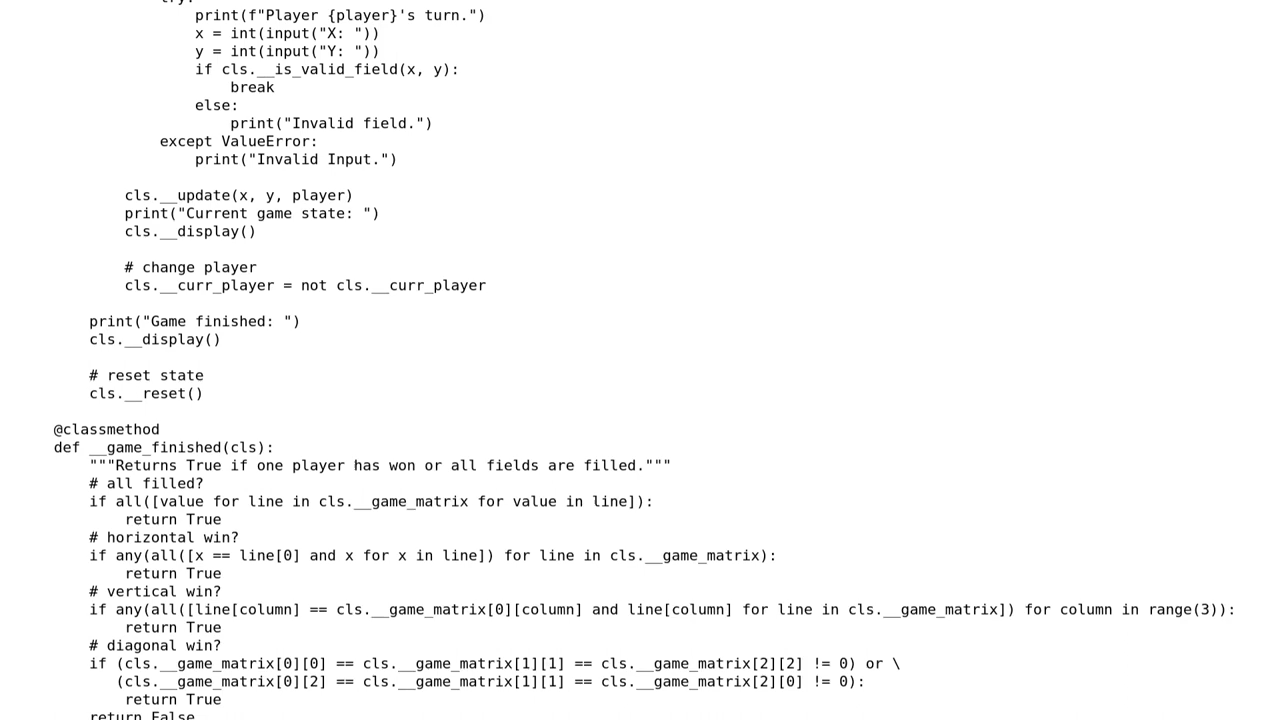 try:
print(f"Player {player}'s turn.")
x = int(input("X: "))
y = int(input("Y: "))
if cls.__is_valid_field(x, y):
break
else:
print("Invalid field.")
except ValueError:
print("Invalid Input.")
cls.__update(x, y, player)
print("Current game state: ")
cls.__display()
# change player
cls.__curr_player = not cls.__curr_player
print("Game finished: ")
cls.__display()
# reset state
cls.__reset()
@classmethod
def __game_finished(cls):
"""Returns True if one player has won or all fields are filled."""
# all filled?
if all([value for line in cls.__game_matrix for value in line]):
return True
# horizontal win?
if any(all([x == line[0] and x for x in line]) for line in cls.__game_matrix):
return True
# vertical win?
if any(all([line[column] == cls.__game_matrix[0][column] and line[column] for line in cls.__game_matrix]) for column in range(3)):
return True
# diagonal win?
if (cls.__game_matrix[0][0] == cls.__game_matrix[1][1] == cls.__game_matrix[2][2] != 0) or \
(cls.__game_matrix[0][2] == cls.__game_matrix[1][1] == cls.__game_matrix[2][0] != 0):
return True
return False